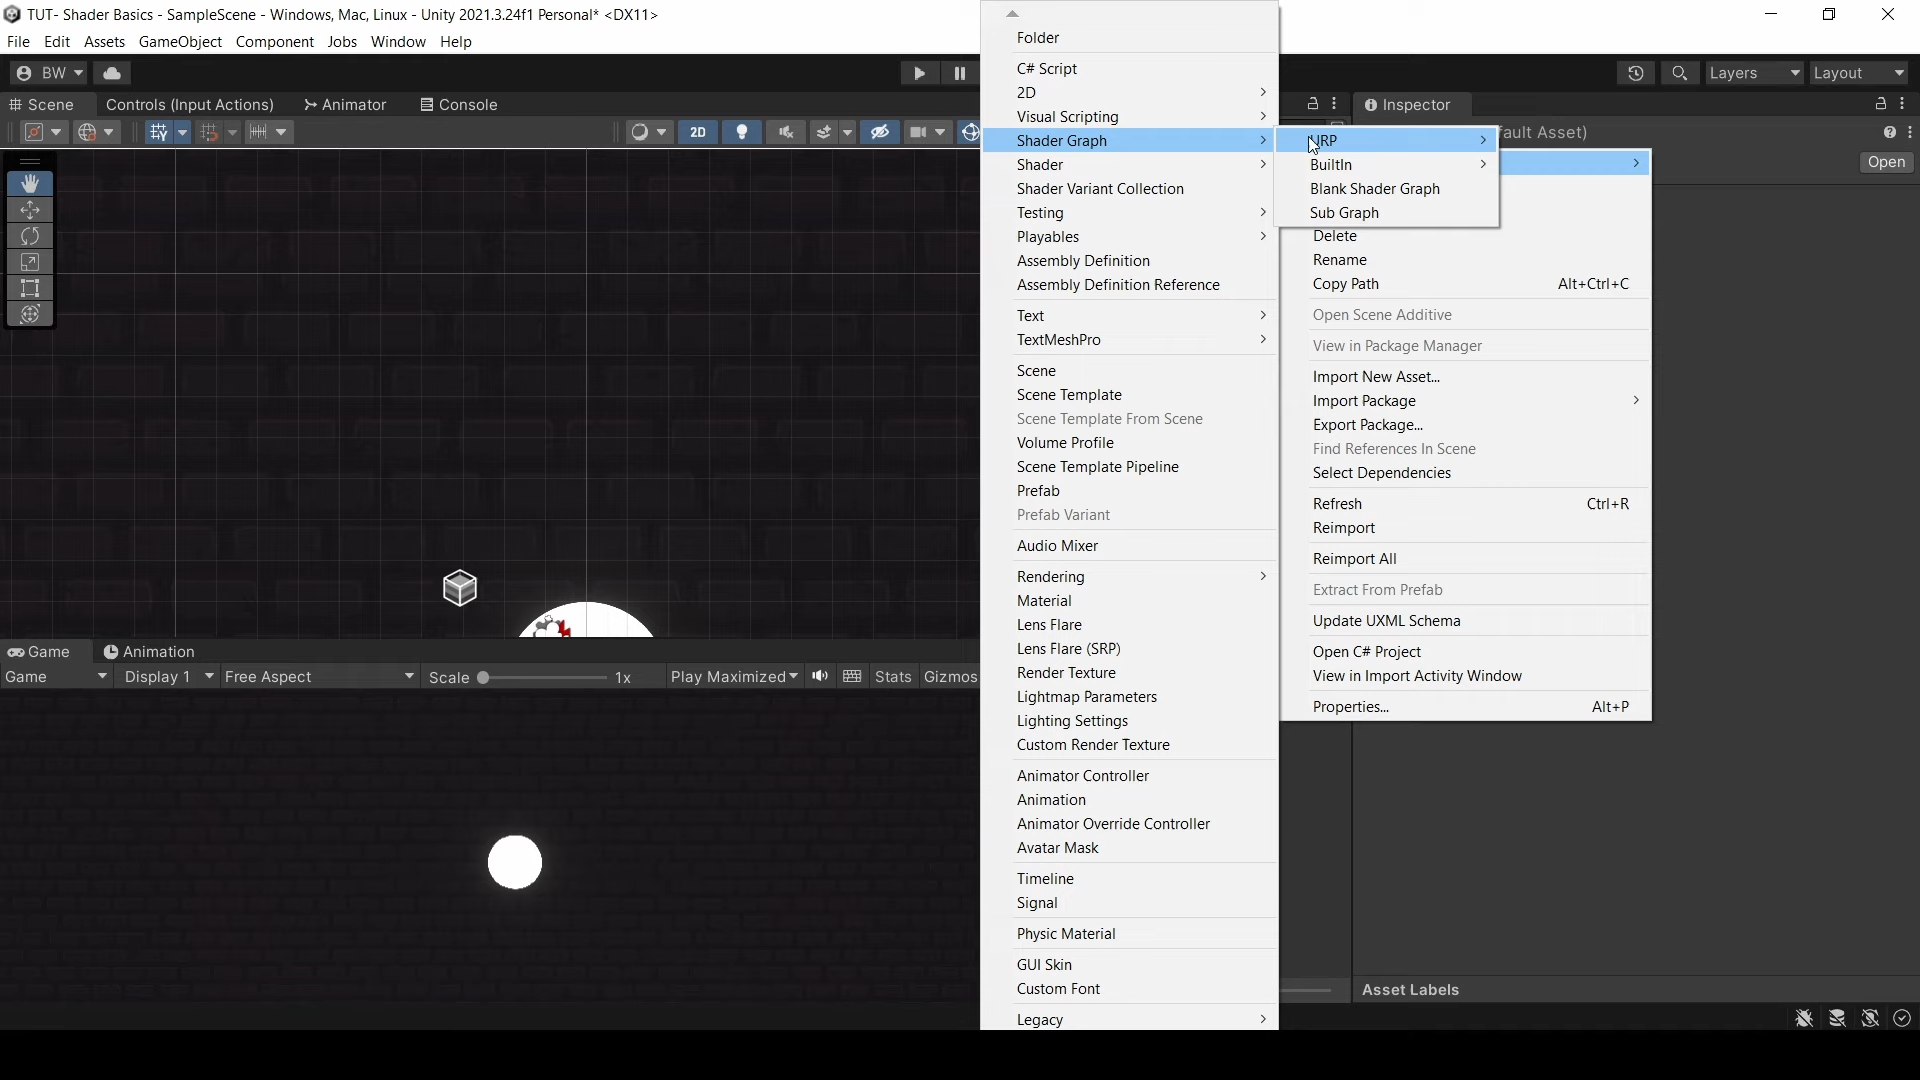 TUT- Shader Basics - SampleScene - Windows, Mac, Linux - Unity 2021.3.24f1 Personal* <DX11>
File Edit Assets GameObject Component Jobs Window Help
BW
Layers
Layout
Scene
Controls (Input Actions)
Animator
Console
Inspector
2D
fault Asset)
Open
Folder
C# Script
2D
Visual Scripting
Shader Graph
Shader
Shader Variant Collection
Testing
Playables
Assembly Definition
Assembly Definition Reference
Text
TextMeshPro
Scene
Scene Template
Scene Template From Scene
Volume Profile
Scene Template Pipeline
Prefab
Prefab Variant
Audio Mixer
Rendering
Material
Lens Flare
Lens Flare (SRP)
Render Texture
Lightmap Parameters
Lighting Settings
Custom Render Texture
Animator Controller
Animation
Animator Override Controller
Avatar Mask
Timeline
Signal
Physic Material
GUI Skin
Custom Font
Legacy
URP
BuiltIn
Blank Shader Graph
Sub Graph
Delete
Rename
Copy Path Alt+Ctrl+C
Open Scene Additive
View in Package Manager
Import New Asset...
Import Package
Export Package...
Find References In Scene
Select Dependencies
Refresh Ctrl+R
Reimport
Reimport All
Extract From Prefab
Update UXML Schema
Open C# Project
View in Import Activity Window
Properties... Alt+P
Game
Animation
Game
Display 1
Free Aspect
Scale
1x
Play Maximized
Stats
Gizmos
Asset Labels